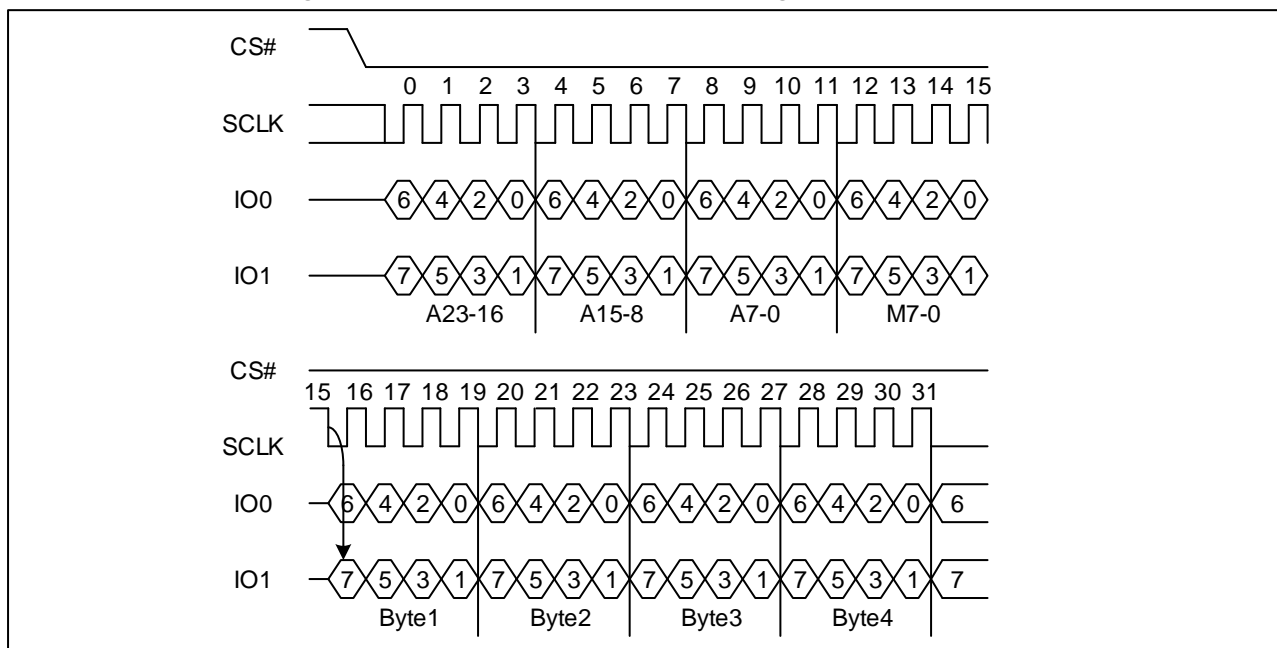 CS#
0 1 2 3 4 5 6 7 8 9 10 11 12 13 14 15
SCLK
IO0 6 4 2 0 6 4 2 0 6 4 2 0 6 4 2 0
IO1 7 5 3 1 7 5 3 1 7 5 3 1 7 5 3 1
A23-16 A15-8 A7-0 M7-0
CS#
15 16 17 18 19 20 21 22 23 24 25 26 27 28 29 30 31
SCLK
IO0 6 4 2 0 6 4 2 0 6 4 2 0 6 4 2 0 6
IO1 7 5 3 1 7 5 3 1 7 5 3 1 7 5 3 1 7
Byte1 Byte2 Byte3 Byte4